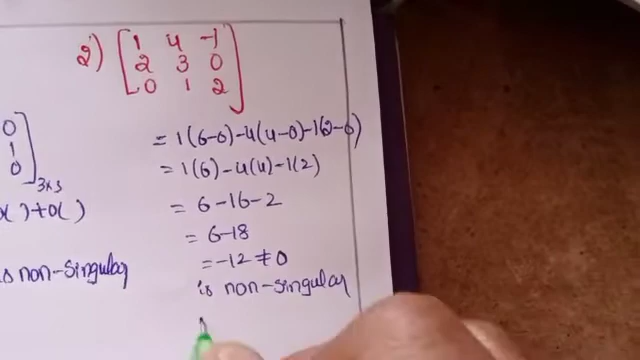 2) [1 4 -1
2 3 0
0 1 2]
0
1
0]3x3
x( )+0( )
is non-singular
= 1(6-0)-4(4-0)-1(2-0)
= 1(6)-4(4)-1(2)
= 6-16-2
= 6-18
= -12 ≠ 0
is non-singular